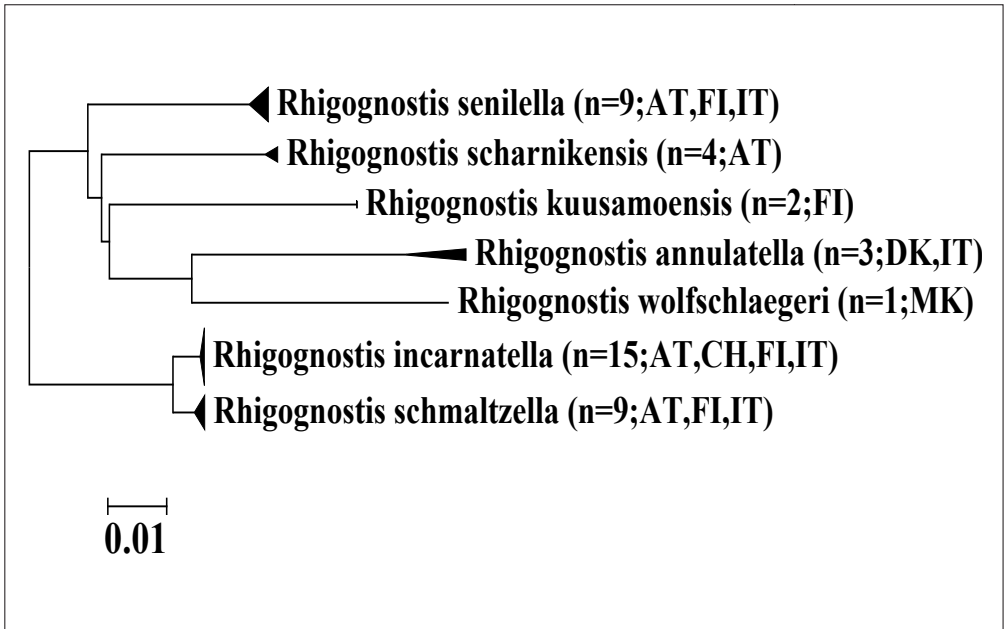 Rhigognostis senilella (n=9;AT,FI,IT)
Rhigognostis scharnikensis (n=4;AT)
Rhigognostis kuusamoensis (n=2;FI)
Rhigognostis annulatella (n=3;DK,IT)
Rhigognostis wolfschlaegeri (n=1;MK)
Rhigognostis incarnatella (n=15;AT,CH,FI,IT)
Rhigognostis schmaltzella (n=9;AT,FI,IT)
0.01